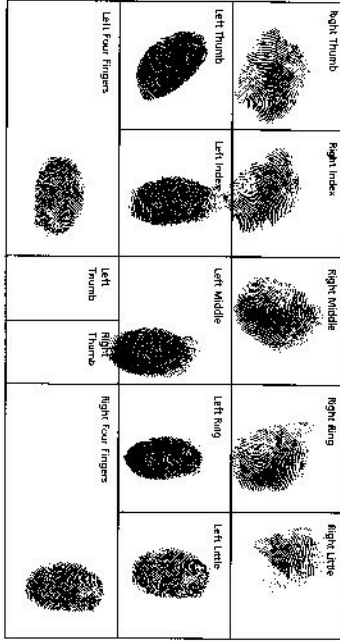 Right Thumb
Right Index
Right Middle
Right Ring
Right Little
Left Thumb
Left Index
Left Middle
Left Ring
Left Little
Left Four Fingers
Left
Thumb
Right
Thumb
Right Four Fingers